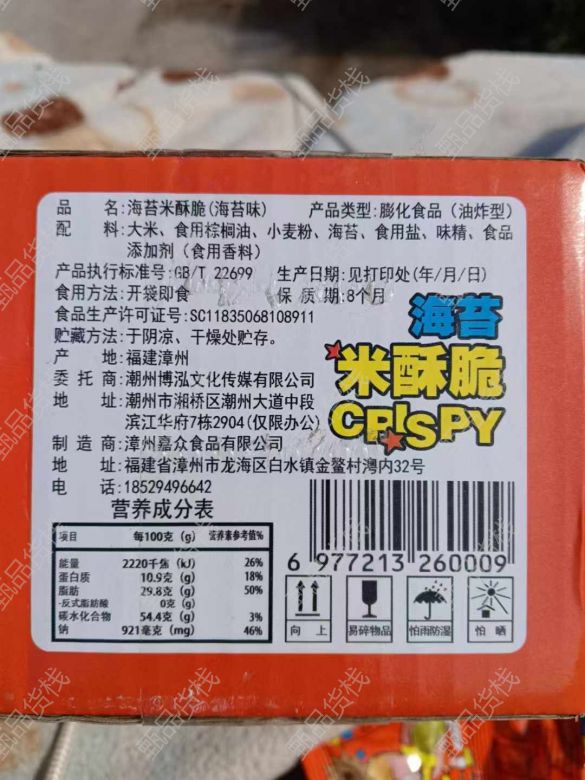 品 名:海苔米酥脆(海苔味) 产品类型:膨化食品（油炸型）
配 料:大米、食用棕榈油、小麦粉、海苔、食用盐、味精、食品
添加剂（食用香料）
产品执行标准号:GB/T 22699 生产日期:见打印处(年/月/日)
食用方法:开袋即食 保 质 期:8个月
食品生产许可证号:SC11835068108911
贮藏方法:于阴凉、干燥处贮存。
产 地:福建漳州
委 托 商:潮州博泓文化传媒有限公司
地 址:潮州市湘桥区潮州大道中段
滨江华府7栋2904(仅限办公)
制 造 商:漳州嘉众食品有限公司
地 址:福建省漳州市龙海区白水镇金鳌村湾内32号
电 话:18529496642
海苔
米酥脆
CRISPY
营养成分表
项目 每100克（g） 营养素参考值%
能量 2220千焦（kJ） 26%
蛋白质 10.9克（g） 18%
脂肪 29.8克（g） 50%
-反式脂肪酸 0克（g）
碳水化合物 54.4克（g） 3%
钠 921毫克（mg） 46%
6 977213 260009
向 上 易碎物品 怕雨防湿 怕 晒
甄品货栈